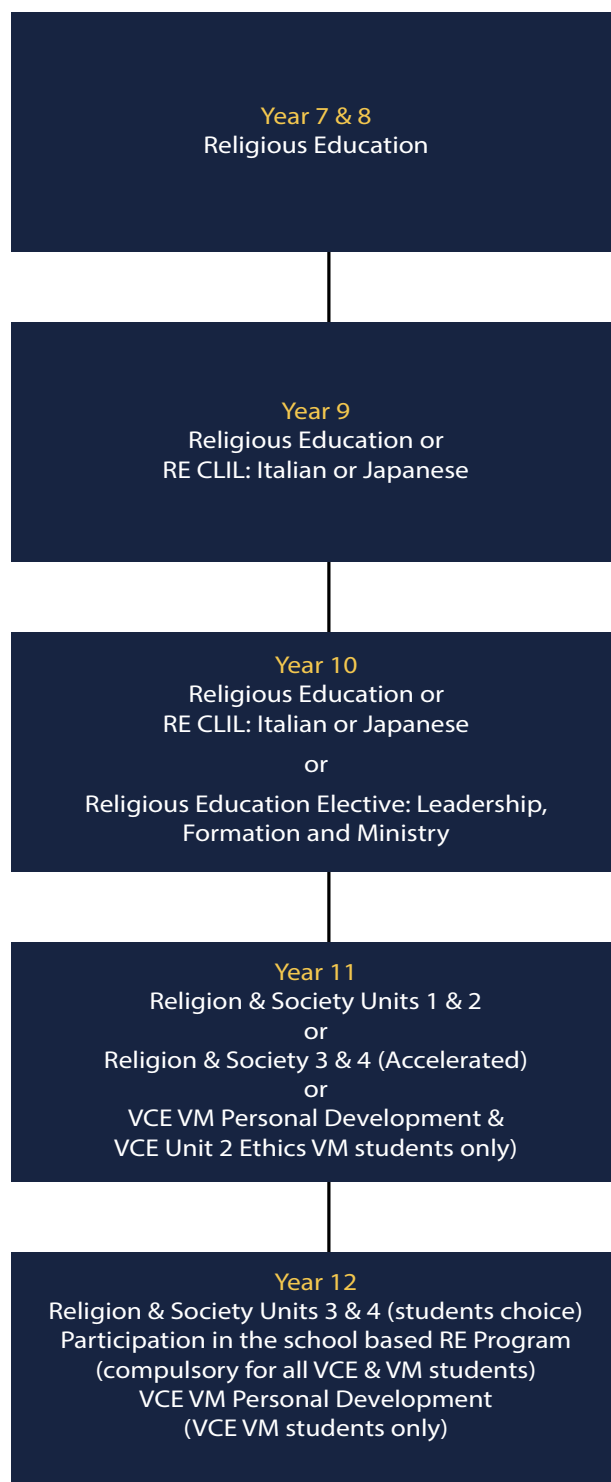 Year 7 & 8
Religious Education
Year 9
Religious Education or
RE CLIL: Italian or Japanese
Year 10
Religious Education or
RE CLIL: Italian or Japanese
or
Religious Education Elective: Leadership,
Formation and Ministry
Year 11
Religion & Society Units 1 & 2
or
Religion & Society 3 & 4 (Accelerated)
or
VCE VM Personal Development &
VCE Unit 2 Ethics VM students only)
Year 12
Religion & Society Units 3 & 4 (students choice)
Participation in the school based RE Program
(compulsory for all VCE & VM students)
VCE VM Personal Development
(VCE VM students only)